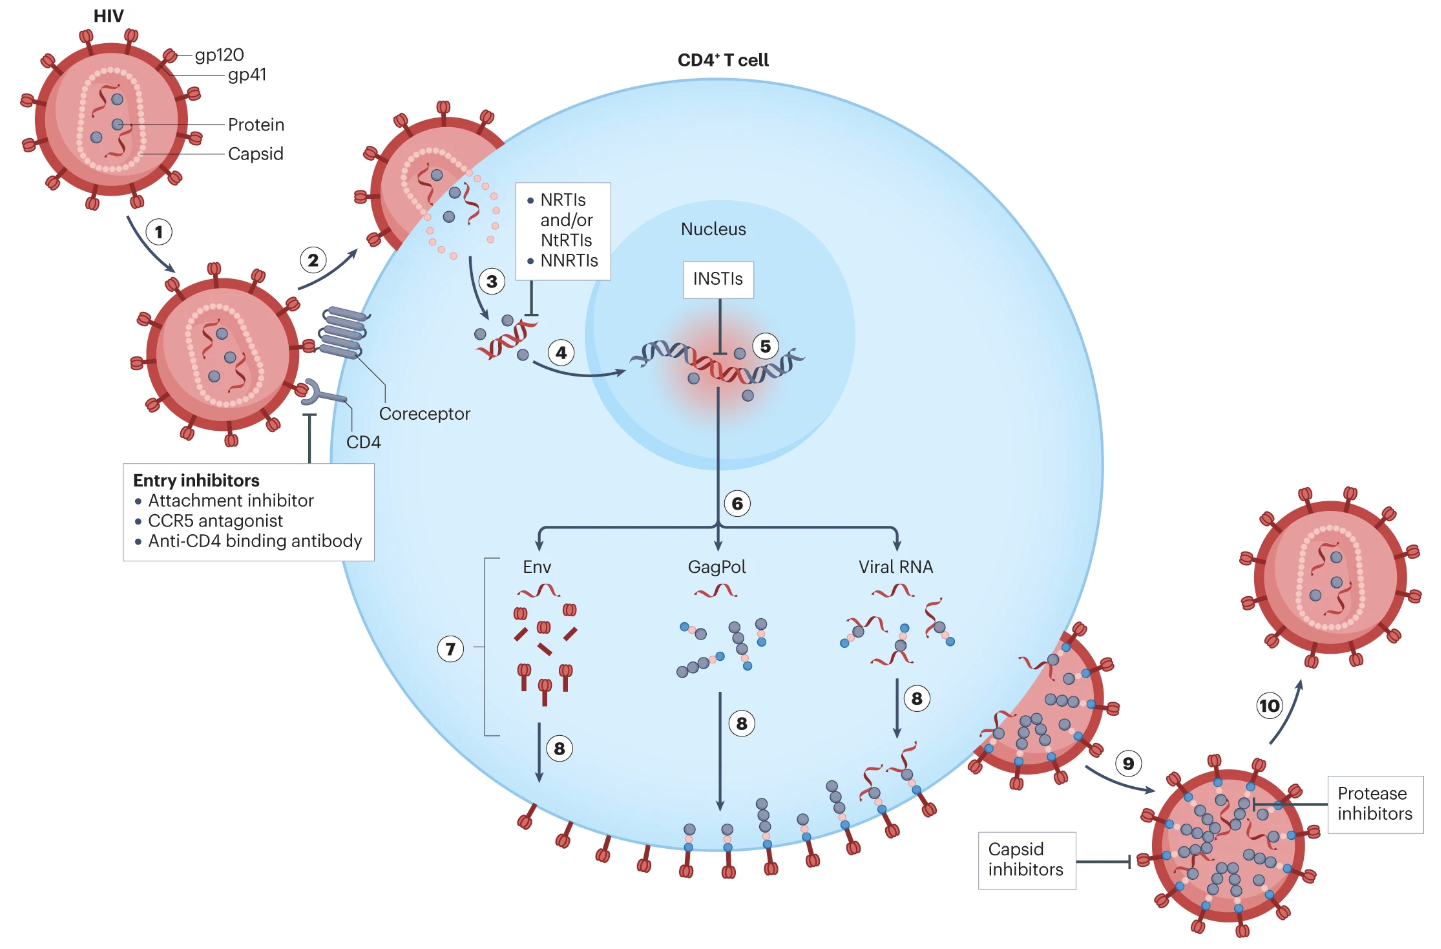 HIV
gp120
gp41
Protein
Capsid
CD4⁺ T cell
1
2
3
NRTIs
and/or
NtRTIs
NNRTIs
Nucleus
INSTIs
4
5
Coreceptor
CD4
Entry inhibitors
Attachment inhibitor
CCR5 antagonist
Anti-CD4 binding antibody
6
Env
GagPol
Viral RNA
7
8
8
8
9
10
Protease
inhibitors
Capsid
inhibitors